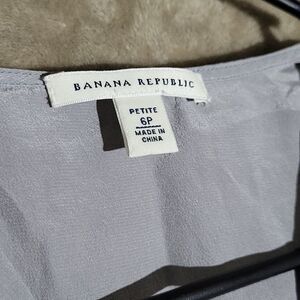 BANANA REPUBLIC
PETITE
6P
MADE IN
CHINA